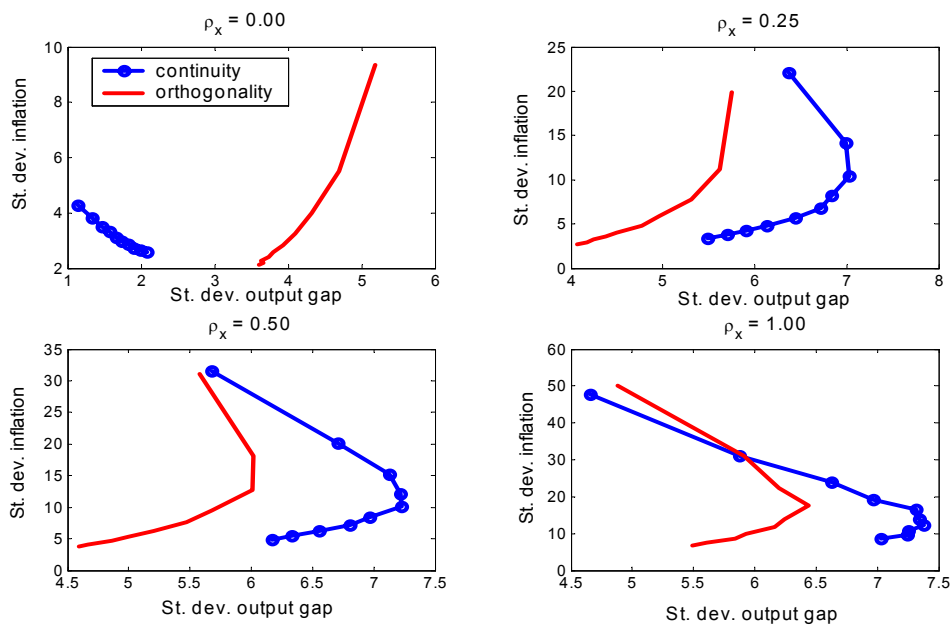 ρx = 0.00
10
8
6
4
2
St. dev. inflation
continuity
orthogonality
1 2 3 4 5 6
St. dev. output gap
ρx = 0.25
25
20
15
10
5
0
St. dev. inflation
4 5 6 7 8
St. dev. output gap
ρx = 0.50
35
30
25
20
15
10
5
0
St. dev. inflation
4.5 5 5.5 6 6.5 7 7.5
St. dev. output gap
ρx = 1.00
60
50
40
30
20
10
0
St. dev. inflation
4.5 5 5.5 6 6.5 7 7.5
St. dev. output gap